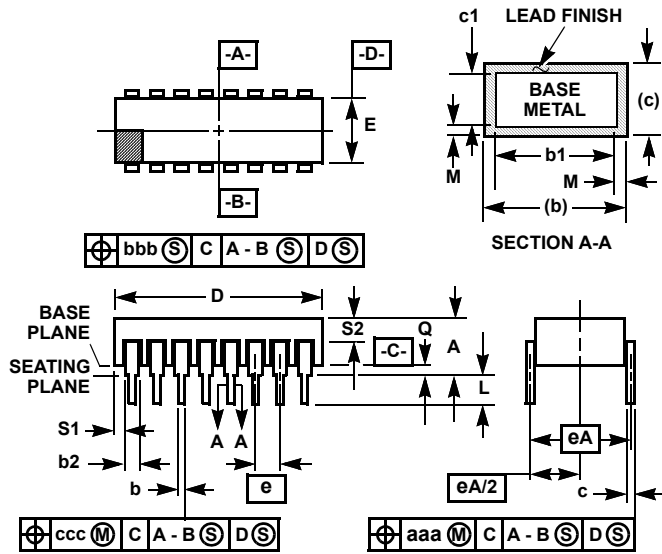 c1 LEAD FINISH
-A- -D-
BASE METAL
(c)
E
M b1 M
-B- (b)
SECTION A-A
⌖ bbb Ⓢ C A - B Ⓢ D Ⓢ
D
BASE PLANE
S2 Q A
-C-
SEATING PLANE
L
S1
A A
eA
b2
e
eA/2
b
c
⌖ ccc Ⓜ C A - B Ⓢ D Ⓢ
⌖ aaa Ⓜ C A - B Ⓢ D Ⓢ